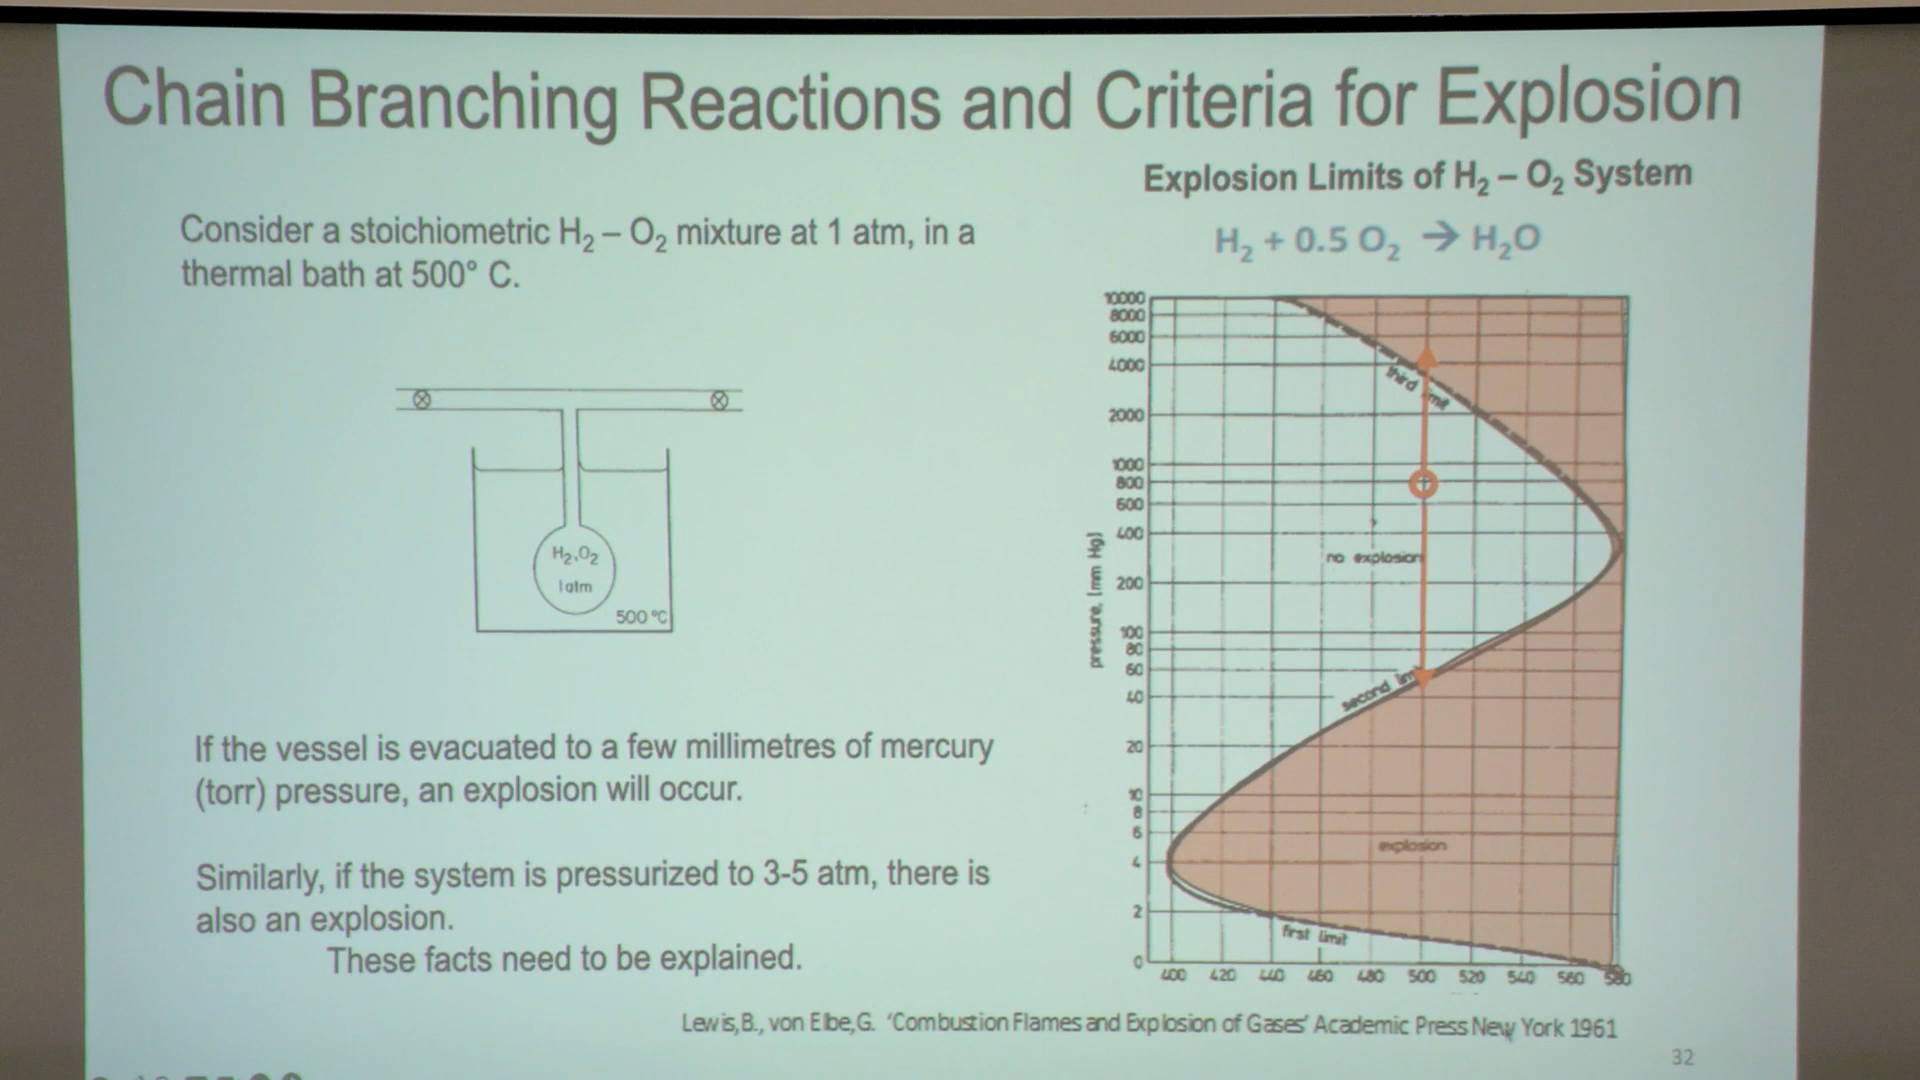 Chain Branching Reactions and Criteria for Explosion
Explosion Limits of H₂ – O₂ System
Consider a stoichiometric H₂ – O₂ mixture at 1 atm, in a
thermal bath at 500° C.
H₂ + 0.5 O₂ → H₂O
H₂,O₂
1atm
500 °C
If the vessel is evacuated to a few millimetres of mercury
(torr) pressure, an explosion will occur.
Similarly, if the system is pressurized to 3-5 atm, there is
also an explosion.
These facts need to be explained.
pressure, [mm Hg]
10000
8000
6000
4000
2000
1000
800
600
400
200
100
80
60
40
20
10
8
6
4
2
0
third limit
no explosion
second lim
explosion
first limit
400 420 440 460 480 500 520 540 560 580
Lewis,B., von Elbe,G. 'Combustion Flames and Explosion of Gases' Academic Press New York 1961
32